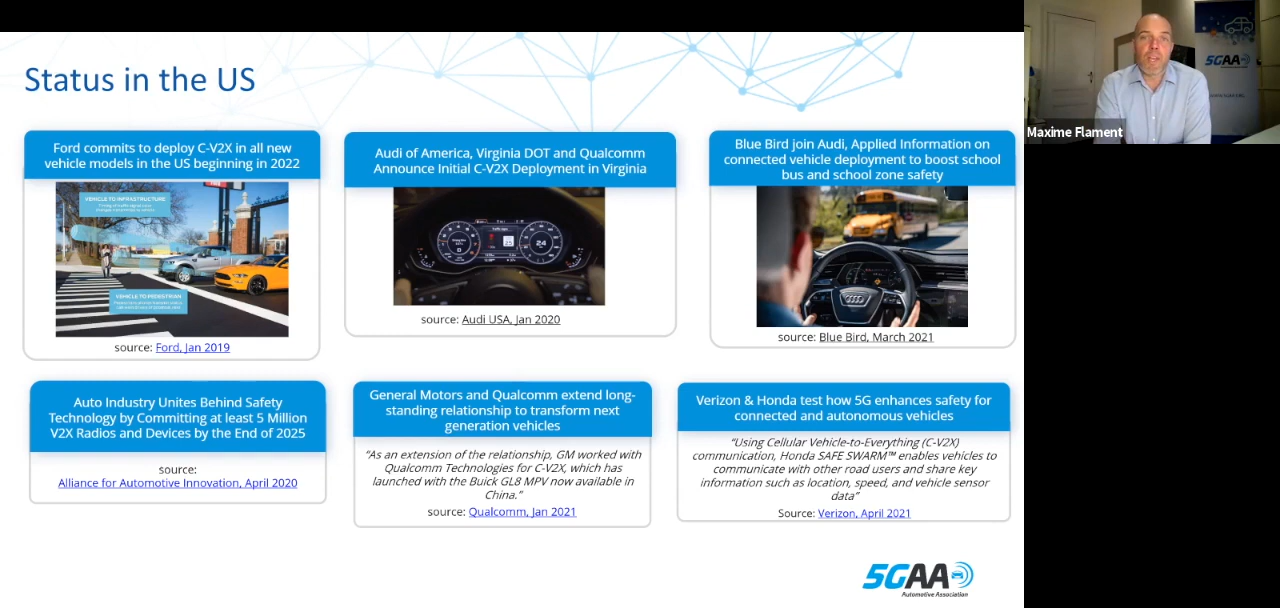 Status in the US
Ford commits to deploy C-V2X in all new
vehicle models in the US beginning in 2022
VEHICLE TO INFRASTRUCTURE
VEHICLE TO PEDESTRIAN
source: Ford, Jan 2019
Audi of America, Virginia DOT and Qualcomm
Announce Initial C-V2X Deployment in Virginia
source: Audi USA, Jan 2020
Blue Bird join Audi, Applied Information on
connected vehicle deployment to boost school
bus and school zone safety
source: Blue Bird, March 2021
Auto Industry Unites Behind Safety
Technology by Committing at least 5 Million
V2X Radios and Devices by the End of 2025
source:
Alliance for Automotive Innovation, April 2020
General Motors and Qualcomm extend long-
standing relationship to transform next
generation vehicles
“As an extension of the relationship, GM worked with
Qualcomm Technologies for C-V2X, which has
launched with the Buick GL8 MPV now available in
China.”
source: Qualcomm, Jan 2021
Verizon & Honda test how 5G enhances safety for
connected and autonomous vehicles
“Using Cellular Vehicle-to-Everything (C-V2X)
communication, Honda SAFE SWARM™ enables vehicles to
communicate with other road users and share key
information such as location, speed, and vehicle sensor
data”
Source: Verizon, April 2021
5GAA
Automotive Association
5GAA
Maxime Flament